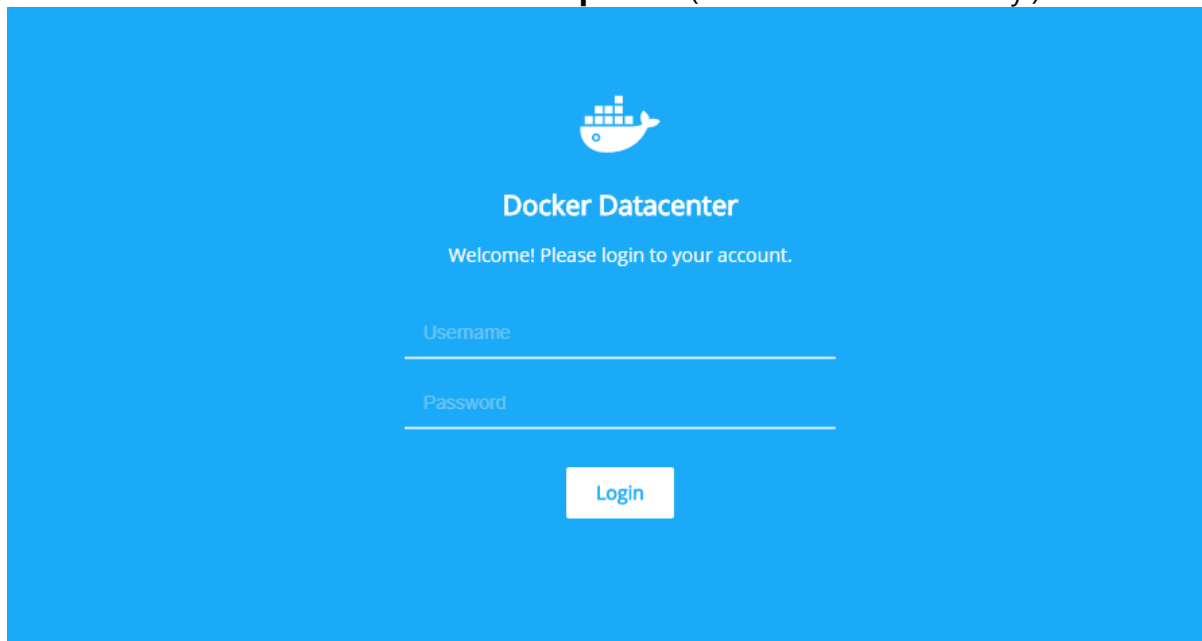 Docker Datacenter
Welcome! Please login to your account.
Username
Password
Login